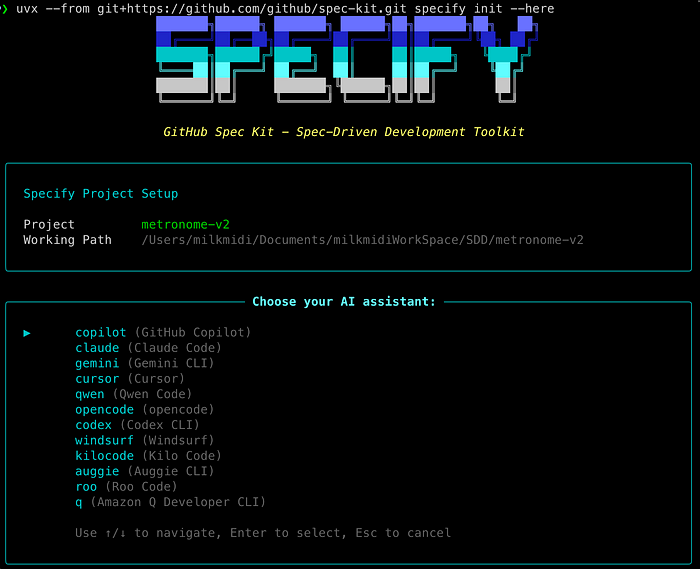 ❯ uvx --from git+https://github.com/github/spec-kit.git specify init --here
SPECIFY
GitHub Spec Kit - Spec-Driven Development Toolkit
Specify Project Setup
Project metronome-v2
Working Path /Users/milkmidi/Documents/milkmidiWorkSpace/SDD/metronome-v2
Choose your AI assistant:
▶ copilot (GitHub Copilot)
claude (Claude Code)
gemini (Gemini CLI)
cursor (Cursor)
qwen (Qwen Code)
opencode (opencode)
codex (Codex CLI)
windsurf (Windsurf)
kilocode (Kilo Code)
auggie (Auggie CLI)
roo (Roo Code)
q (Amazon Q Developer CLI)
Use ↑/↓ to navigate, Enter to select, Esc to cancel